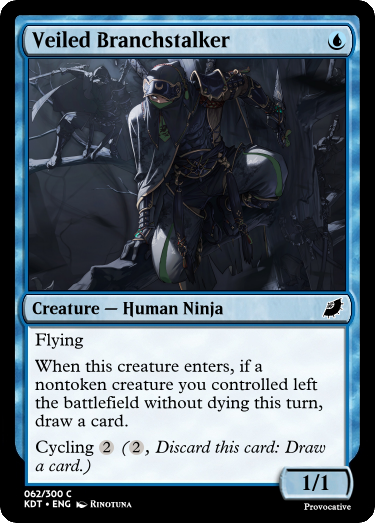 Veiled Branchstalker
Creature — Human Ninja
Flying
When this creature enters, if a
nontoken creature you controlled left
the battlefield without dying this turn,
draw a card.
Cycling 2 (2, Discard this card: Draw
a card.)
1/1
062/300 C
KDT • ENG Rinotuna
Provocative